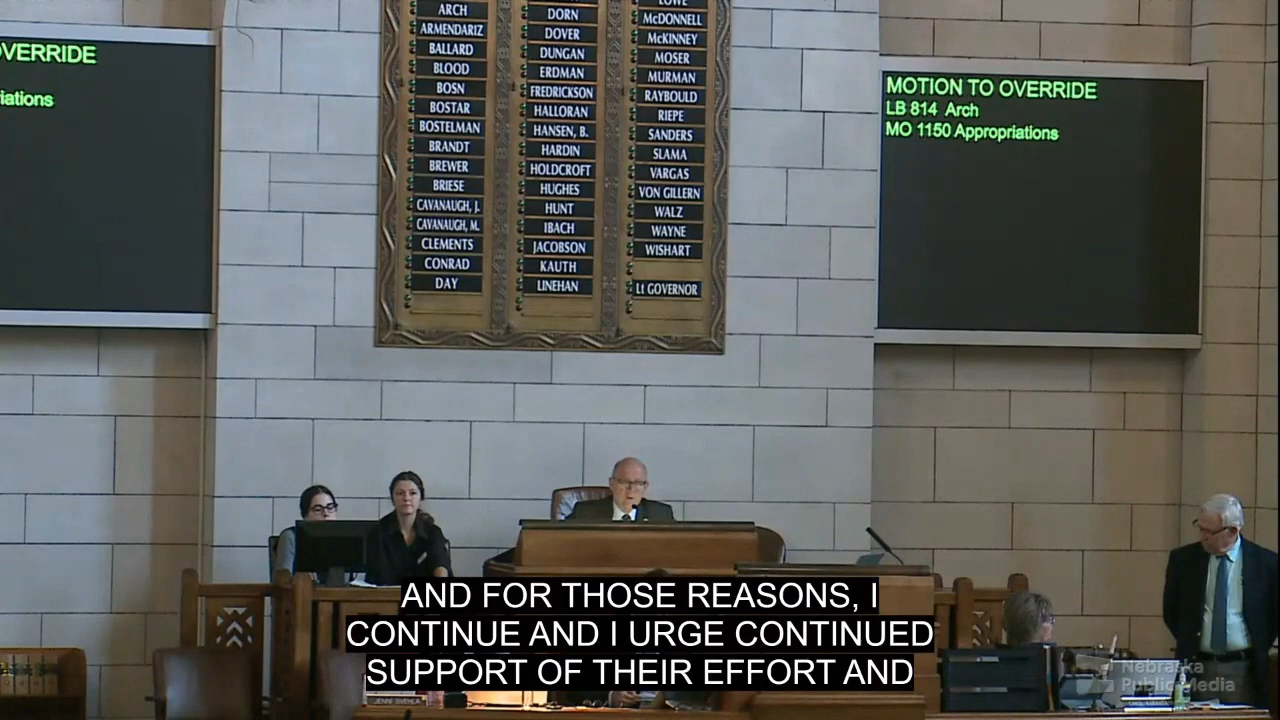 VERRIDE
iations
ARCH
ARMENDARIZ
BALLARD
BLOOD
BOSN
BOSTAR
BOSTELMAN
BRANDT
BREWER
BRIESE
CAVANAUGH, J.
CAVANAUGH, M.
CLEMENTS
CONRAD
DAY
DORN
DOVER
DUNGAN
ERDMAN
FREDRICKSON
HALLORAN
HANSEN, B.
HARDIN
HOLDCROFT
HUGHES
HUNT
IBACH
JACOBSON
KAUTH
LINEHAN
LOWE
McDONNELL
McKINNEY
MOSER
MURMAN
RAYBOULD
RIEPE
SANDERS
SLAMA
VARGAS
VON GILLERN
WALZ
WAYNE
WISHART
Lt GOVERNOR
MOTION TO OVERRIDE
LB 814 Arch
MO 1150 Appropriations
AND FOR THOSE REASONS, I
CONTINUE AND I URGE CONTINUED
SUPPORT OF THEIR EFFORT AND
Nebraska
Public Media